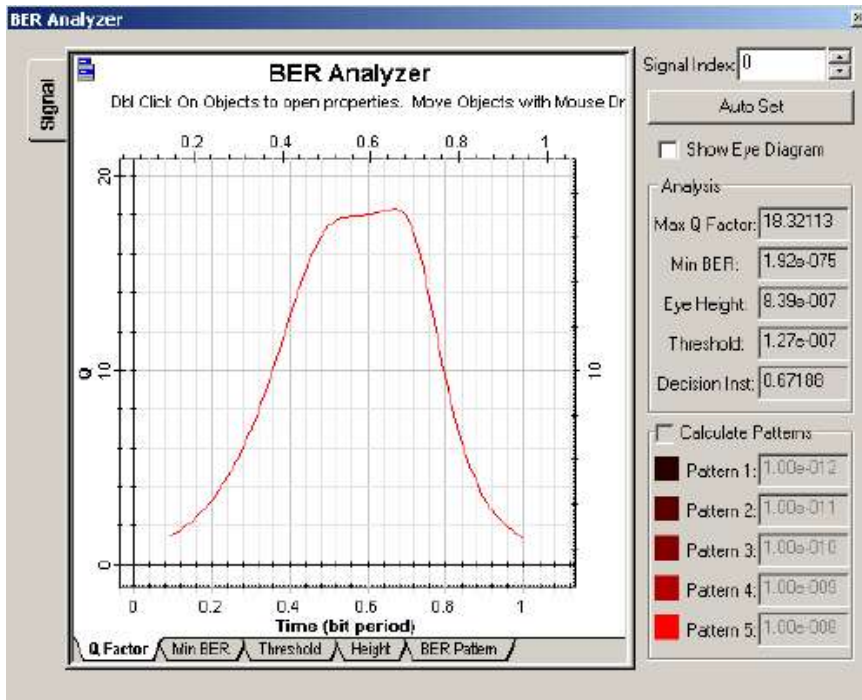 BER Analyzer
Signal
BER Analyzer
Dbl Click On Objects to open properties. Move Objects with Mouse Dr
0.2 0.4 0.6 0.8 1
20
10
0
Q
10
0 0.2 0.4 0.6 0.8 1
Time (bit period)
Q Factor Min BER Threshold Height BER Pattern
Signal Index: 0
Auto Set
Show Eye Diagram
Analysis
Max Q Factor: 18.32113
Min BER: 1.92e-075
Eye Height: 8.39e-007
Threshold: 1.27e-007
Decision Inst: 0.67188
Calculate Patterns
Pattern 1: 1.00e-012
Pattern 2: 1.00e-011
Pattern 3: 1.00e-010
Pattern 4: 1.00e-009
Pattern 5: 1.00e-008